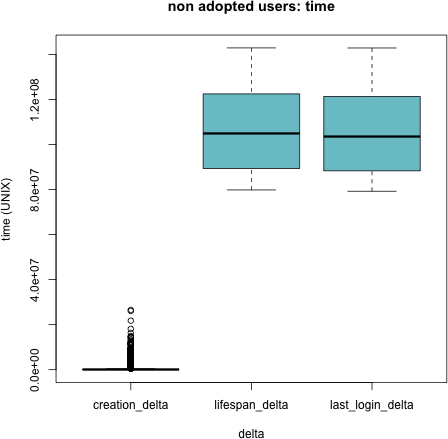 non adopted users: time
time (UNIX)
1.2e+08
8.0e+07
4.0e+07
0.0e+00
creation_delta lifespan_delta last_login_delta
delta